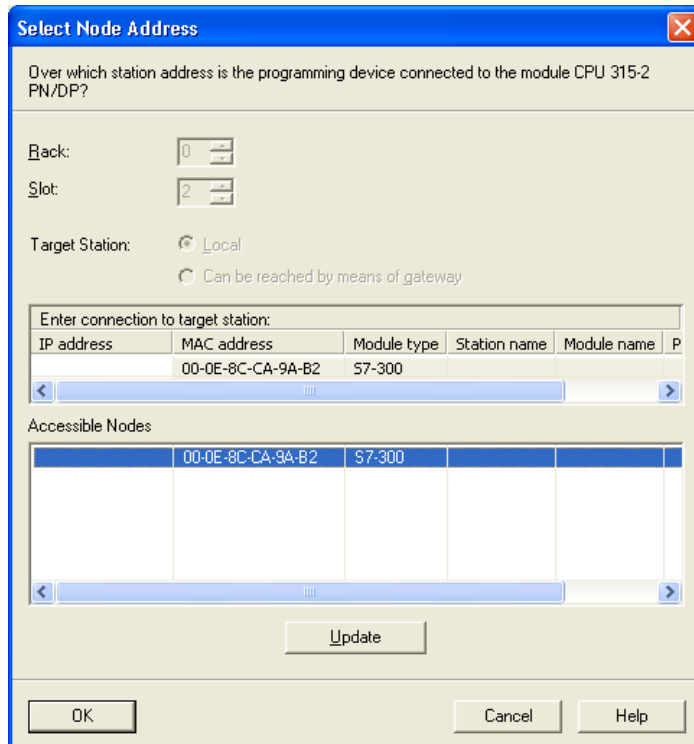 Select Node Address
Over which station address is the programming device connected to the module CPU 315-2
PN/DP?
Rack: 0
Slot: 2
Target Station: Local
Can be reached by means of gateway
Enter connection to target station:
IP address MAC address Module type Station name Module name P
00-0E-8C-CA-9A-B2 S7-300
Accessible Nodes
00-0E-8C-CA-9A-B2 S7-300
Update
OK Cancel Help